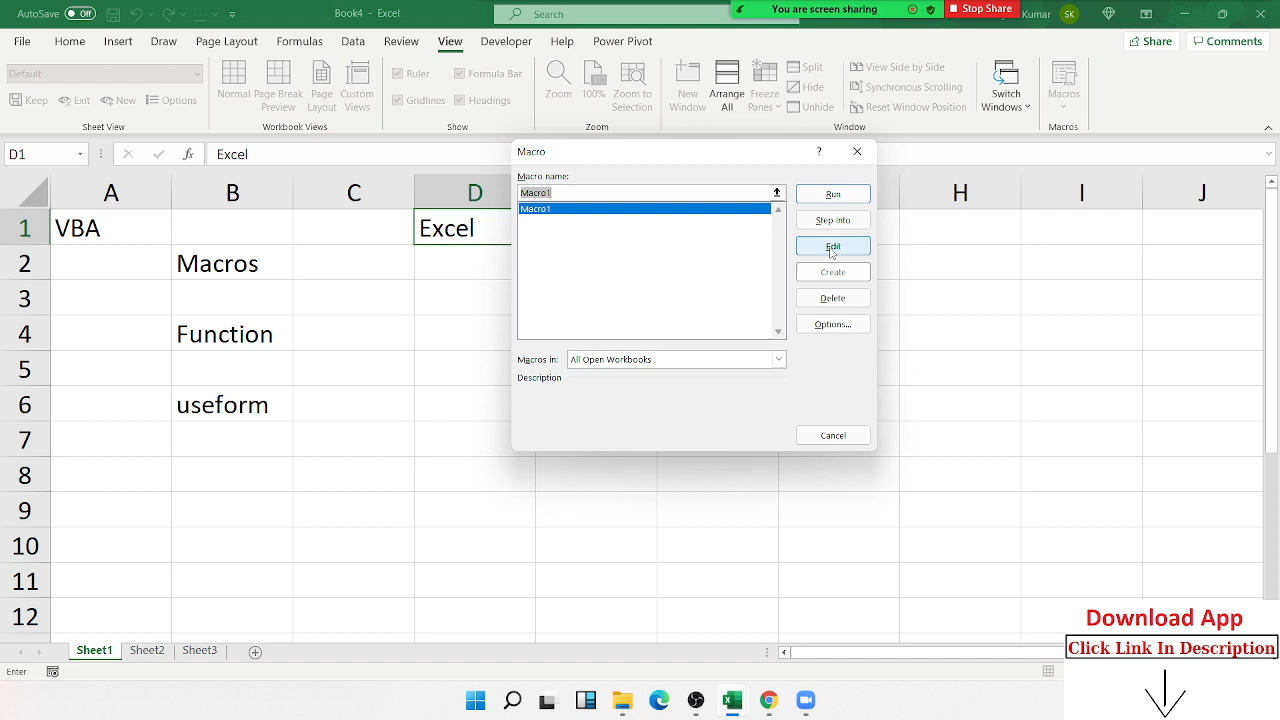 AutoSave Off
Book4 - Excel
Search
You are screen sharing
Stop Share
Kumar SK
File Home Insert Draw Page Layout Formulas Data Review View Developer Help Power Pivot
Share Comments
Default
Keep Exit New Options
Sheet View
Normal
Page Break Preview
Page Layout
Custom Views
Workbook Views
Ruler Formula Bar
Gridlines Headings
Show
Zoom
100%
Zoom to Selection
Zoom
New Window
Arrange All
Freeze Panes
Split
Hide
Unhide
View Side by Side
Synchronous Scrolling
Reset Window Position
Window
Switch Windows
Macros
Macros
D1
fx
Excel
A B C D H I J
1 VBA Excel
2 Macros
3
4 Function
5
6 useform
7
8
9
10
11
12
Macro
?
Macro name:
Macro1
Macro1
Run
Step Into
Edit
Create
Delete
Options...
Macros in: All Open Workbooks
Description
Cancel
Sheet1 Sheet2 Sheet3
Enter
Download App
Click Link In Description